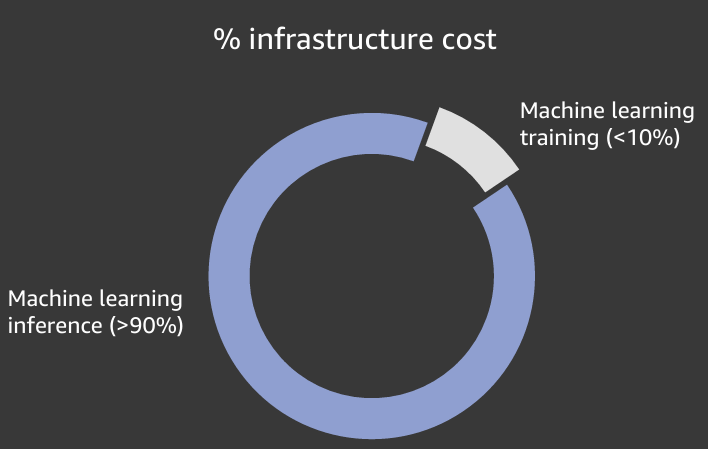 % infrastructure cost
Machine learning
training (<10%)
Machine learning
inference (>90%)